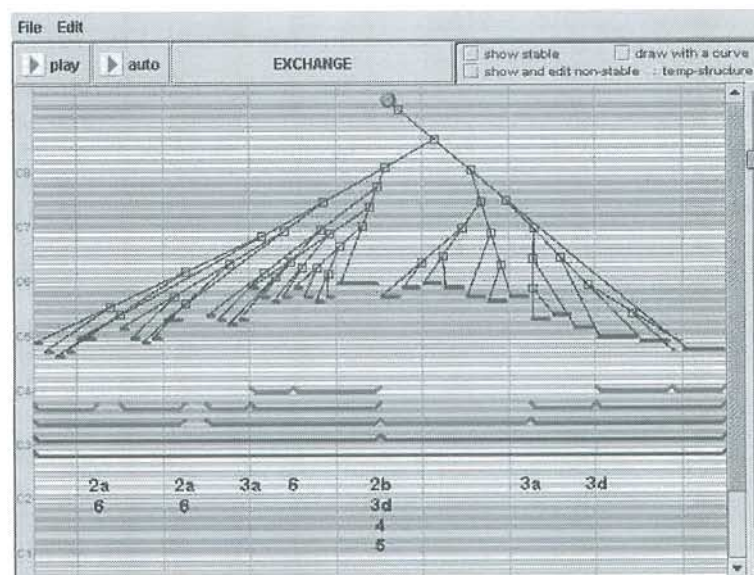 File Edit
play auto EXCHANGE show stable draw with a curve
show and edit non-stable : temp-structure
C8
C7
C6
C5
C4
C3
2a 2a 3a 6 2b 3a 3d
C2
6 6 3d
4
5
C1